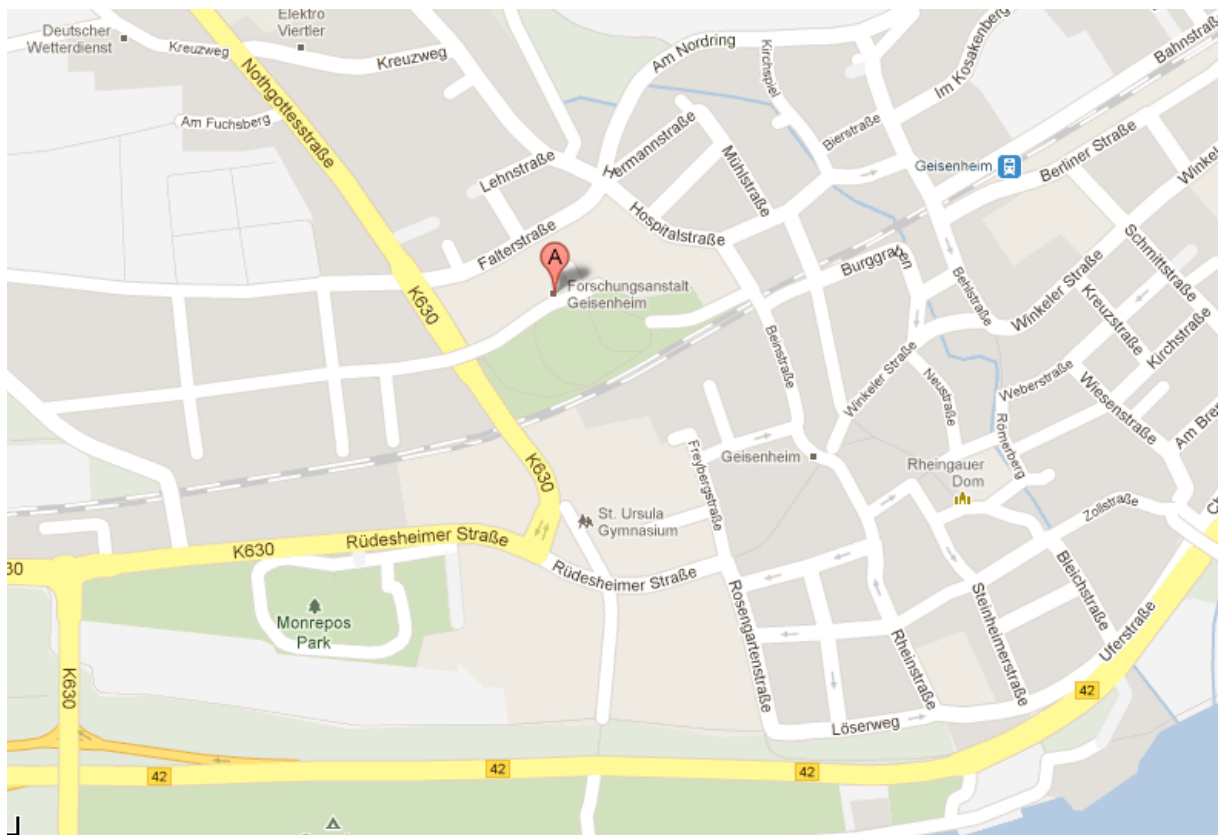 Deutscher
Wetterdienst
Kreuzweg
Elektro
Viertler
Kreuzweg
Nothgottesstraße
Am Fuchsberg
Am Nordring
Kirchspiel
Im Kosakenberg
Bahnstraße
Bierstraße
Berliner Straße
Geisenheim
Hermannstraße
Lehnstraße
Mühlstraße
Hospitalstraße
Falterstraße
A
Forschungsanstalt
Geisenheim
K630
Burggraben
Behlstraße
Winkeler Straße
Schmittstraße
Kreuzstraße
Kirchstraße
Beinstraße
Winkeler Straße
Neustraße
Weberstraße
Wiesenstraße
Römerberg
Freybergstraße
Geisenheim
Rheingauer
Dom
Zollstraße
K630
St. Ursula
Gymnasium
K630
Rüdesheimer Straße
Rüdesheimer Straße
30
Monrepos
Park
Rosengartenstraße
Rheinstraße
Steinheimerstraße
Bleichstraße
Uferstraße
K630
Löserweg
42
42
42
42